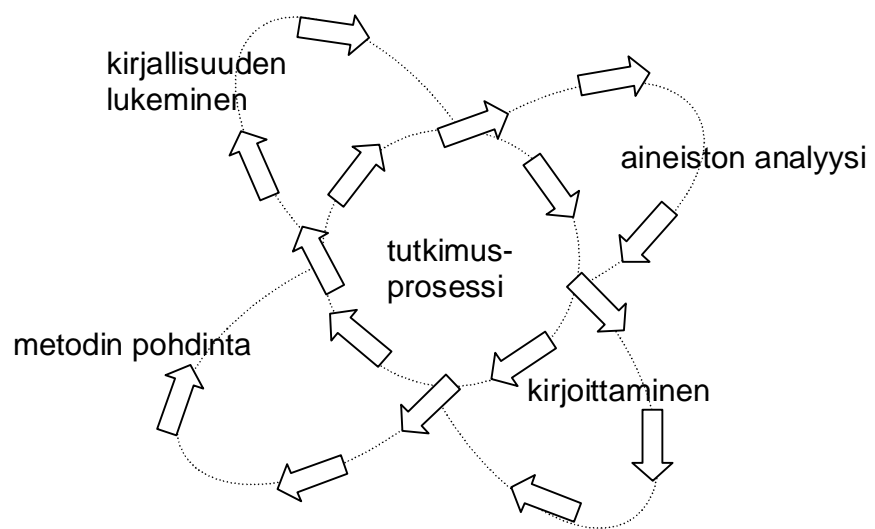 kirjallisuuden
lukeminen
aineiston analyysi
tutkimus-
prosessi
metodin pohdinta
kirjoittaminen